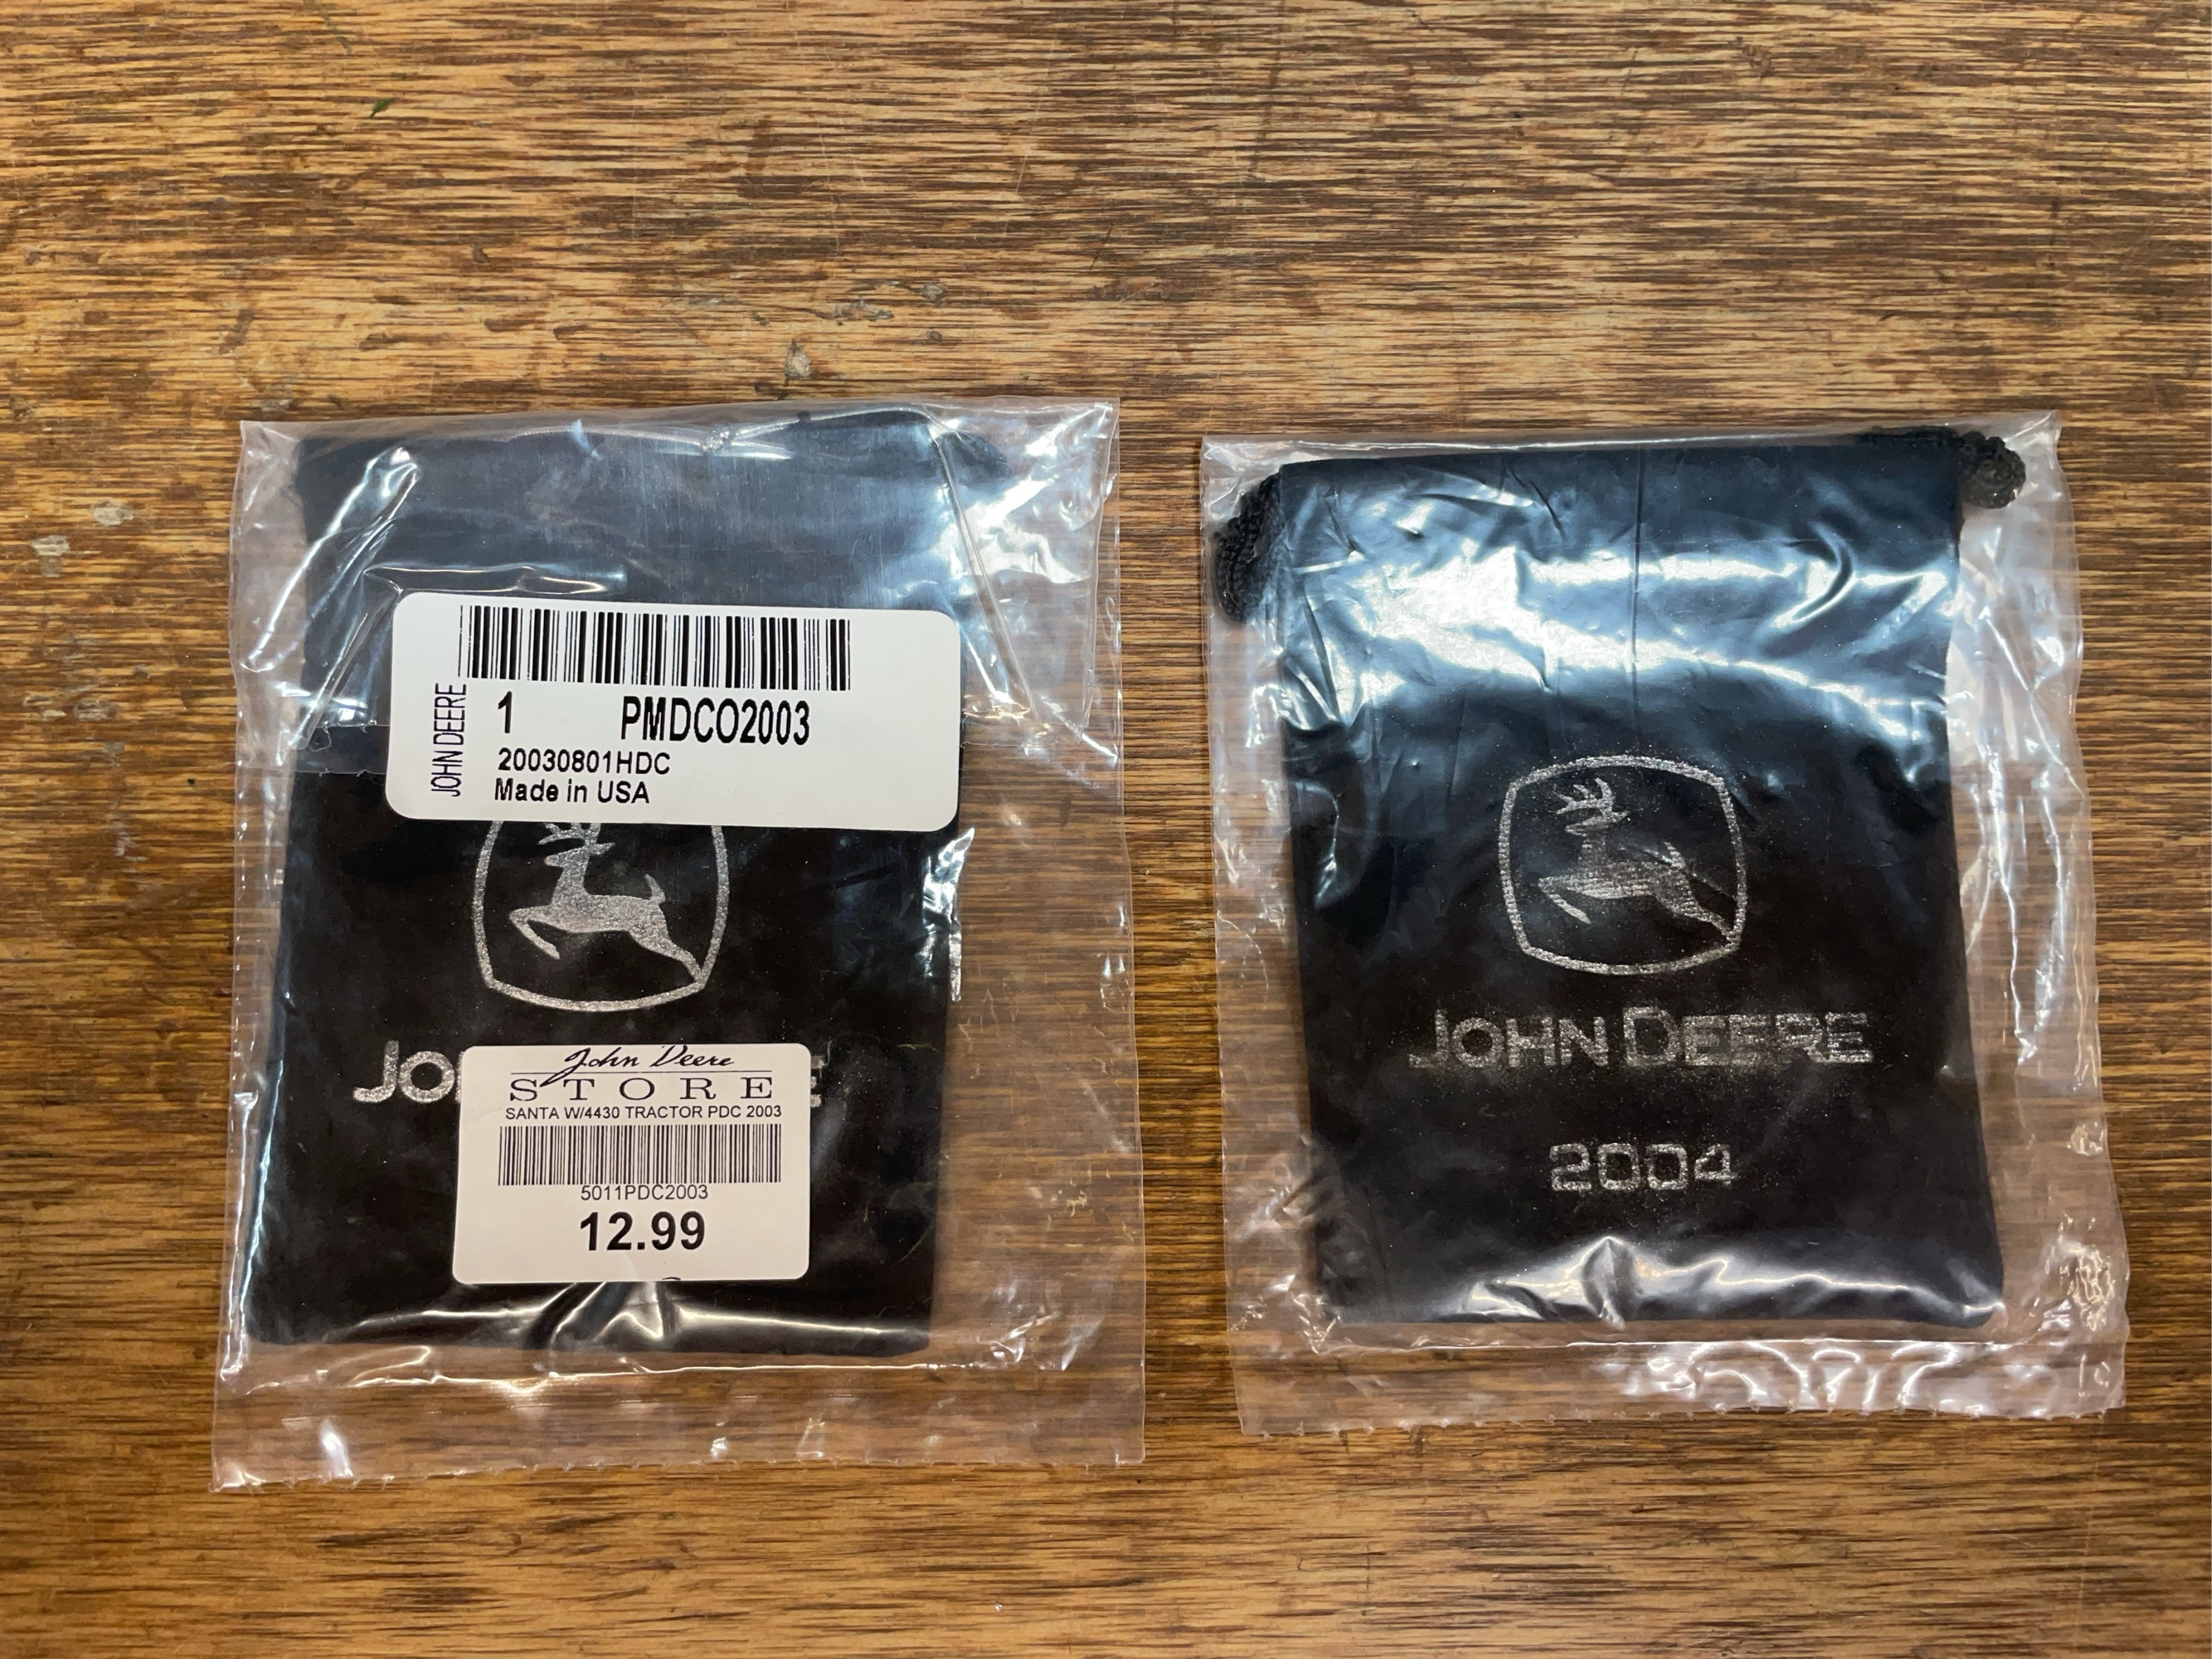 JOHN DEERE
1 PMDCO2003
20030801HDC
Made in USA
JO E
John Deere
STORE
SANTA W/4430 TRACTOR PDC 2003
5011PDC2003
12.99
JOHN DEERE
2004